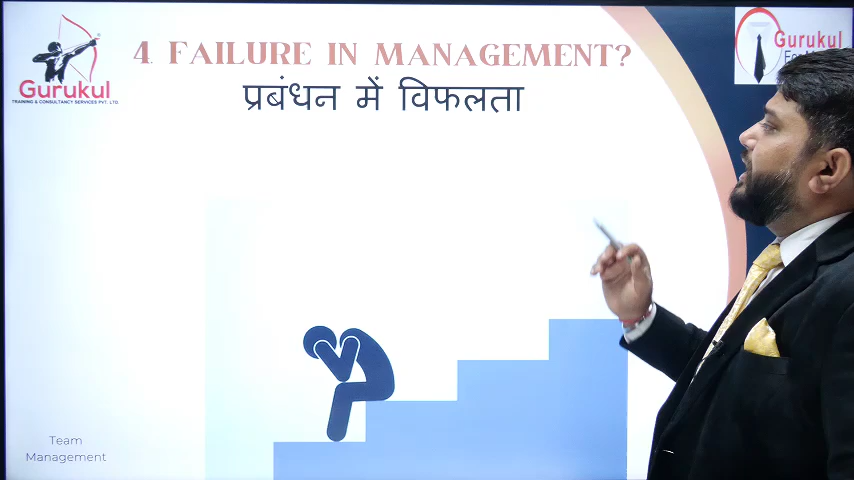 4. FAILURE IN MANAGEMENT?
प्रबंधन में विफलता
Gurukul
TRAINING & CONSULTANCY SERVICES PVT. LTD.
Gurukul
Team
Management